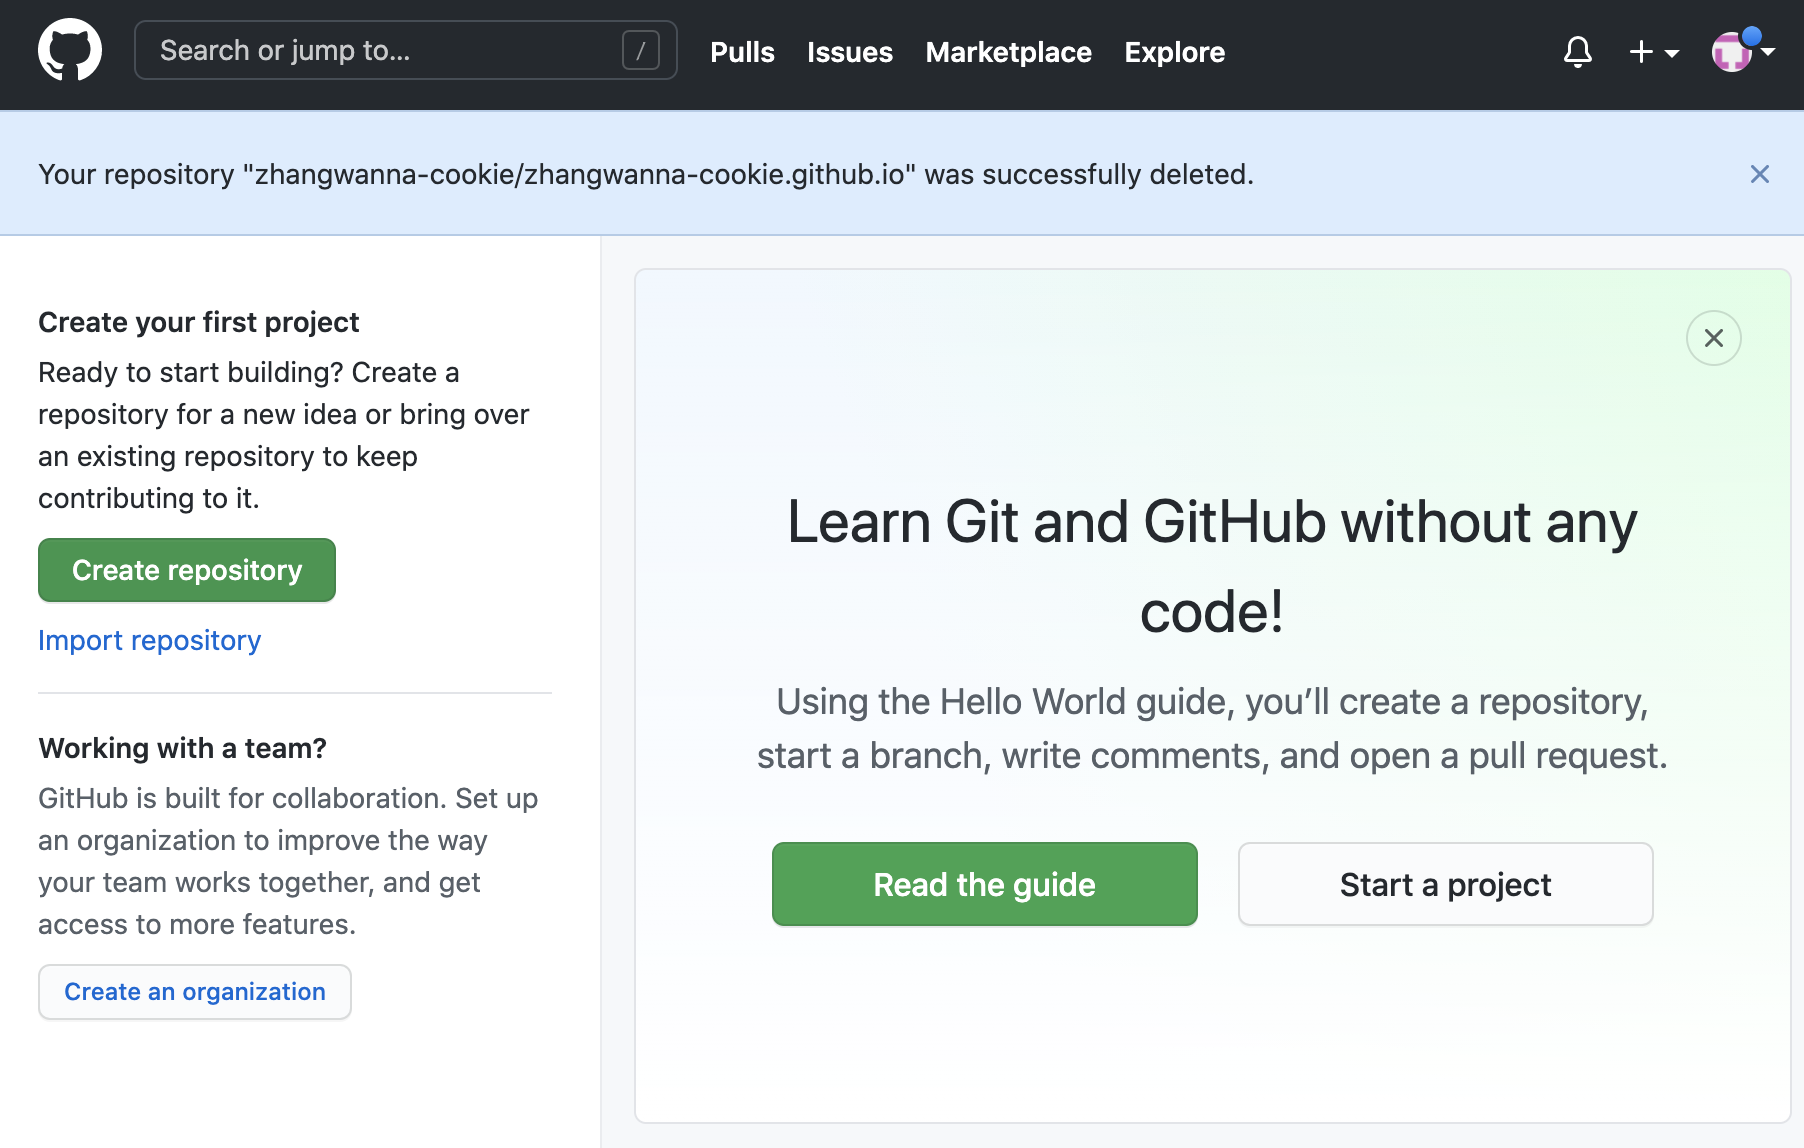 Search or jump to... /
Pulls Issues Marketplace Explore
Your repository "zhangwanna-cookie/zhangwanna-cookie.github.io" was successfully deleted.
Create your first project
Ready to start building? Create a
repository for a new idea or bring over
an existing repository to keep
contributing to it.
Create repository
Import repository
Working with a team?
GitHub is built for collaboration. Set up
an organization to improve the way
your team works together, and get
access to more features.
Create an organization
Learn Git and GitHub without any
code!
Using the Hello World guide, you’ll create a repository,
start a branch, write comments, and open a pull request.
Read the guide
Start a project